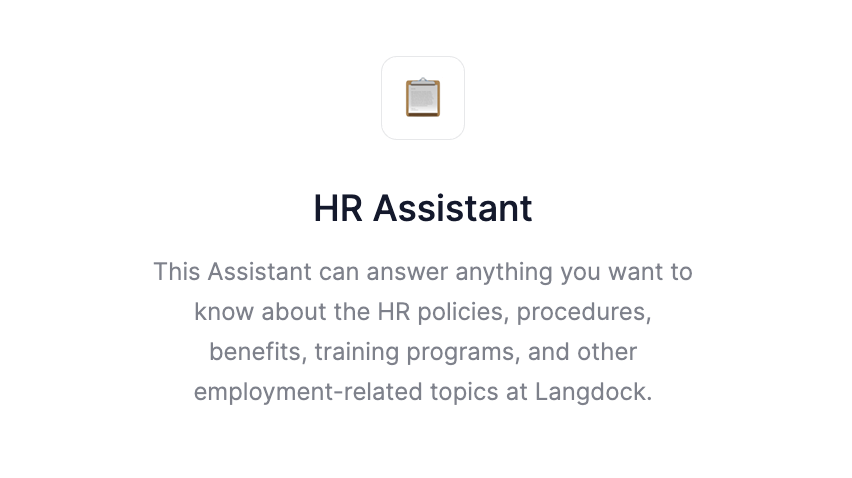 HR Assistant
This Assistant can answer anything you want to
know about the HR policies, procedures,
benefits, training programs, and other
employment-related topics at Langdock.